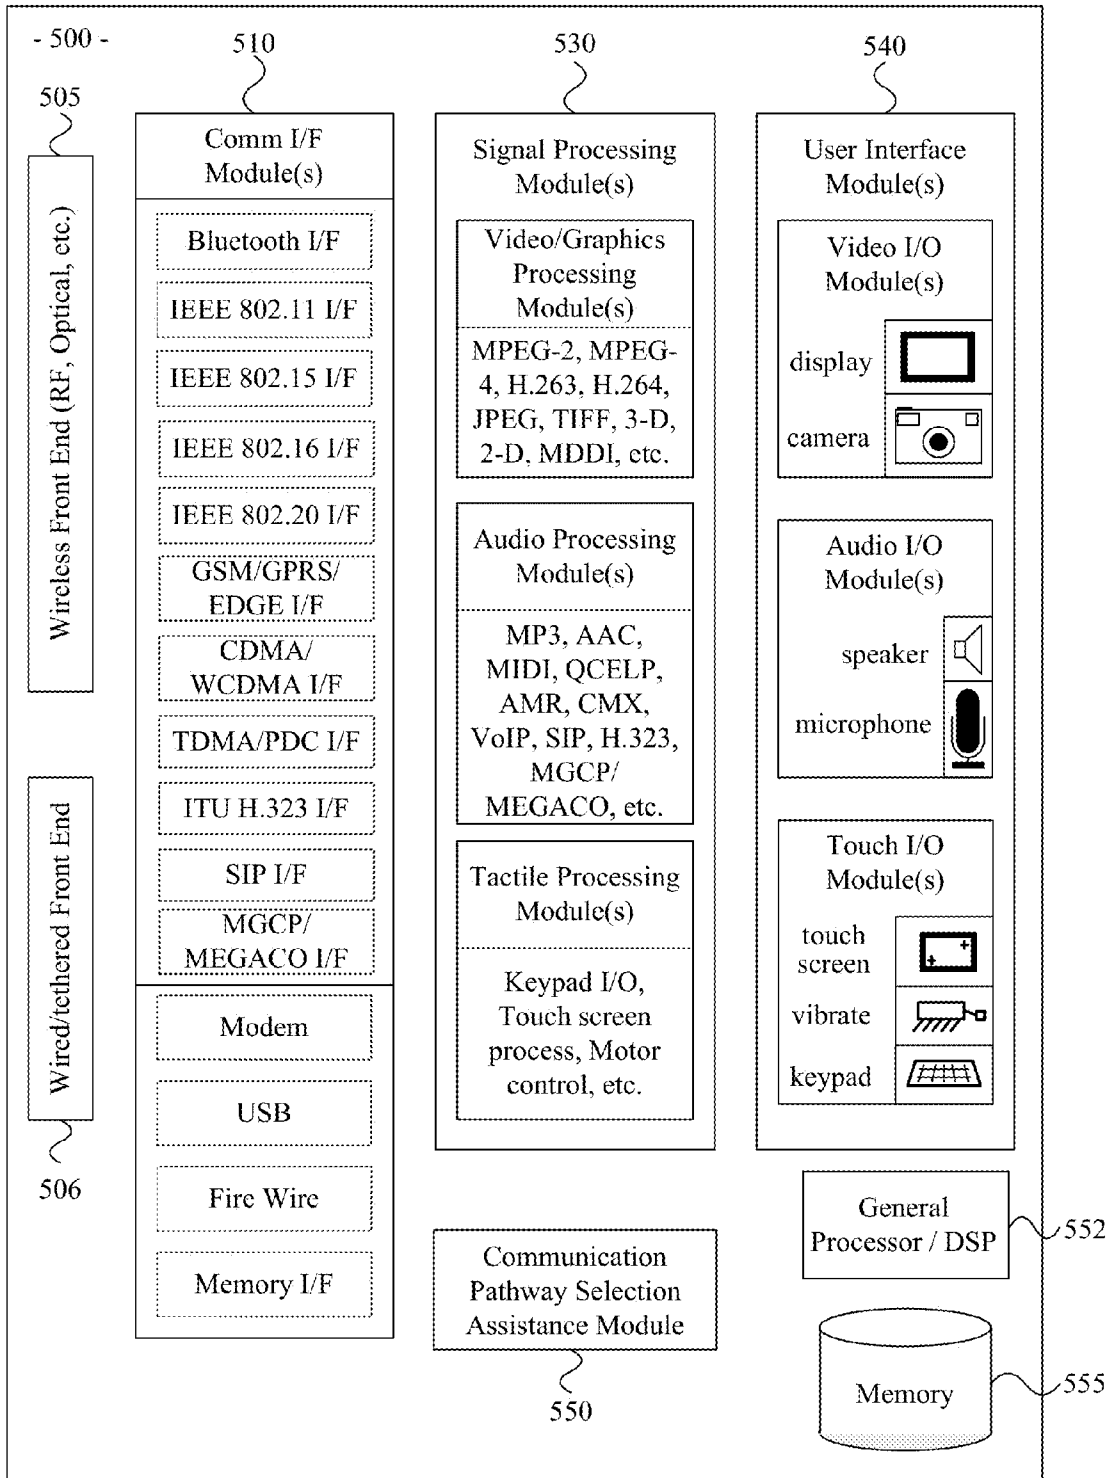 - 500 -
505
Wireless Front End (RF, Optical, etc.)
Wired/tethered Front End
506
510
Comm I/F
Module(s)
Bluetooth I/F
IEEE 802.11 I/F
IEEE 802.15 I/F
IEEE 802.16 I/F
IEEE 802.20 I/F
GSM/GPRS/
EDGE I/F
CDMA/
WCDMA I/F
TDMA/PDC I/F
ITU H.323 I/F
SIP I/F
MGCP/
MEGACO I/F
Modem
USB
Fire Wire
Memory I/F
530
Signal Processing
Module(s)
Video/Graphics
Processing
Module(s)
MPEG-2, MPEG-
4, H.263, H.264,
JPEG, TIFF, 3-D,
2-D, MDDI, etc.
Audio Processing
Module(s)
MP3, AAC,
MIDI, QCELP,
AMR, CMX,
VoIP, SIP, H.323,
MGCP/
MEGACO, etc.
Tactile Processing
Module(s)
Keypad I/O,
Touch screen
process, Motor
control, etc.
Communication
Pathway Selection
Assistance Module
550
540
User Interface
Module(s)
Video I/O
Module(s)
display
camera
Audio I/O
Module(s)
speaker
microphone
Touch I/O
Module(s)
touch
screen
vibrate
keypad
General
Processor / DSP
552
Memory
555